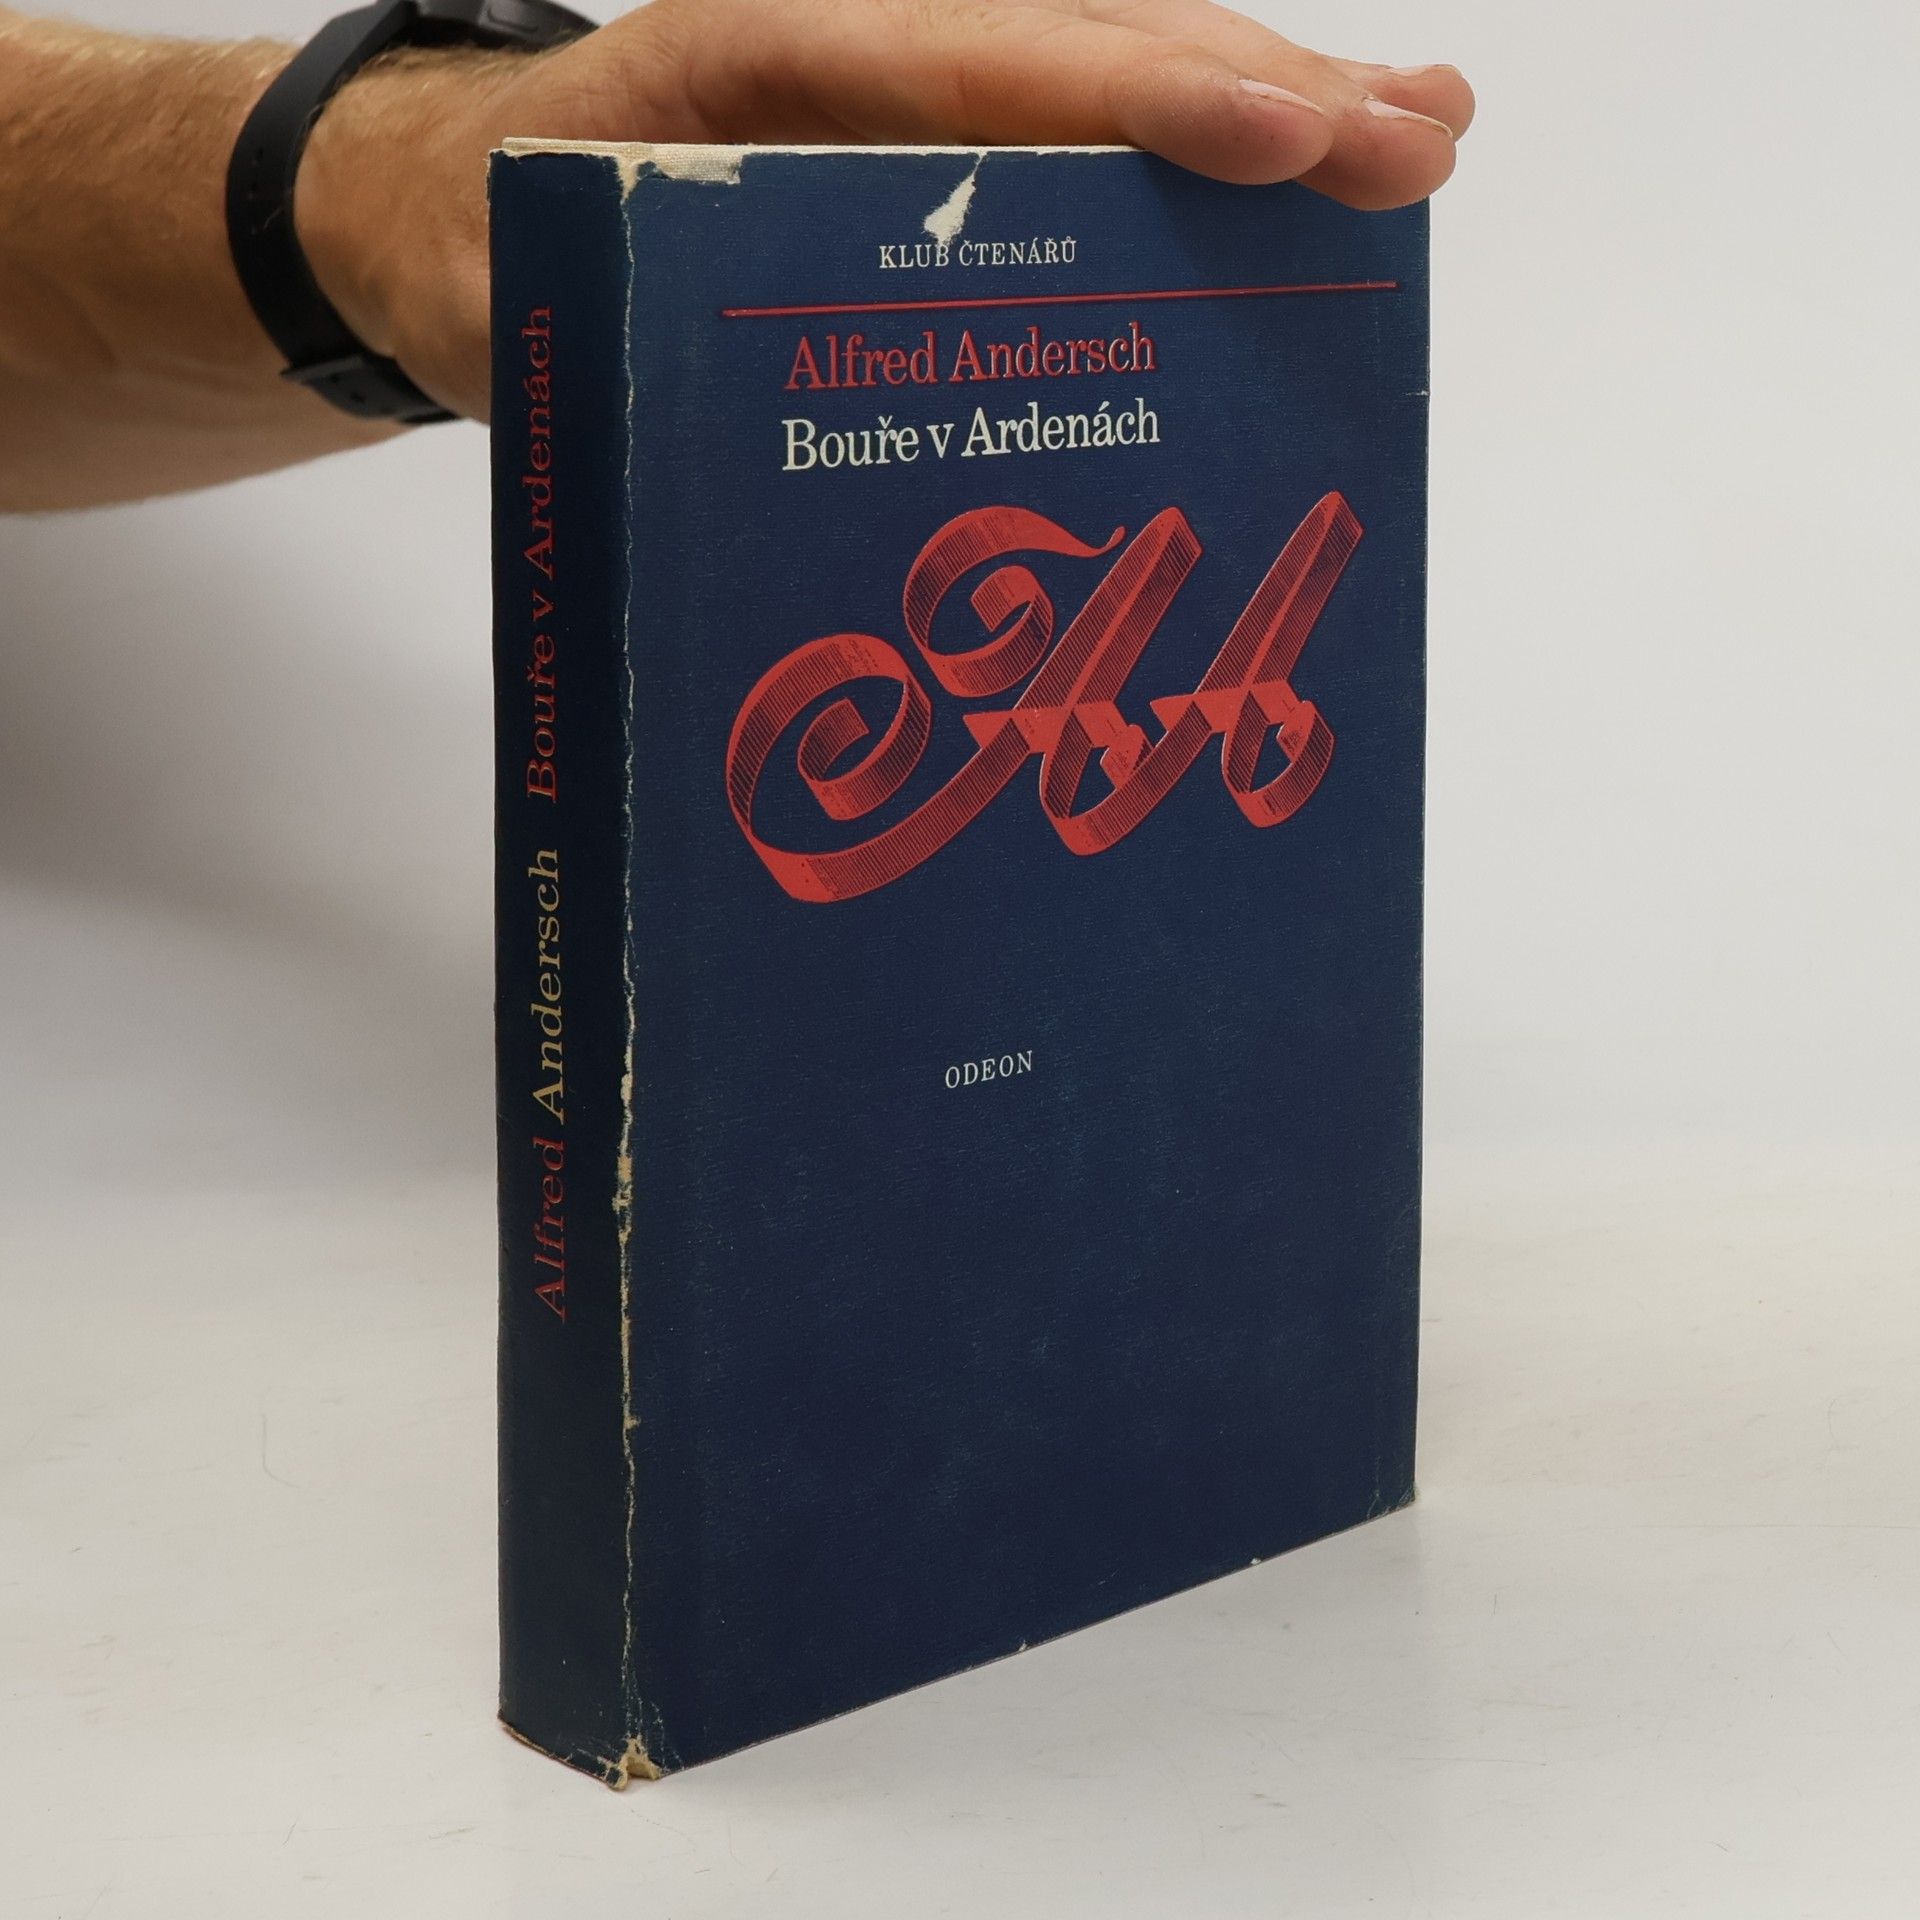 KLUB ČTENÁŘŮ
Alfred Andersch
Bouře v Ardenách
AA
ODEON
Alfred Andersch Bouře v Ardenách